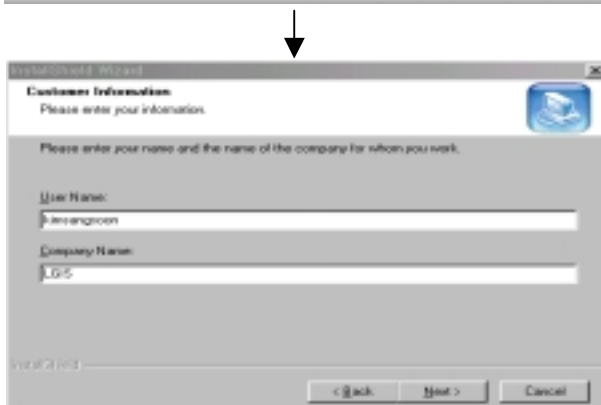 InstallShield Wizard
Customer Information
Please enter your information.
Please enter your name and the name of the company for whom you work.
User Name:
kimsangsoon
Company Name:
LGIS
InstallShield
< Back Next > Cancel